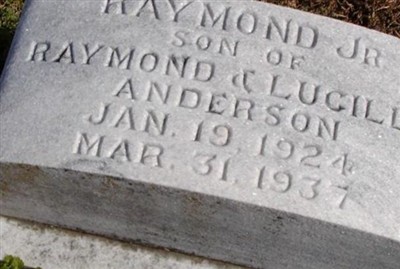 RAYMOND JR
SON OF
RAYMOND & LUCILL
ANDERSON
JAN. 19. 1924
MAR. 31. 1937